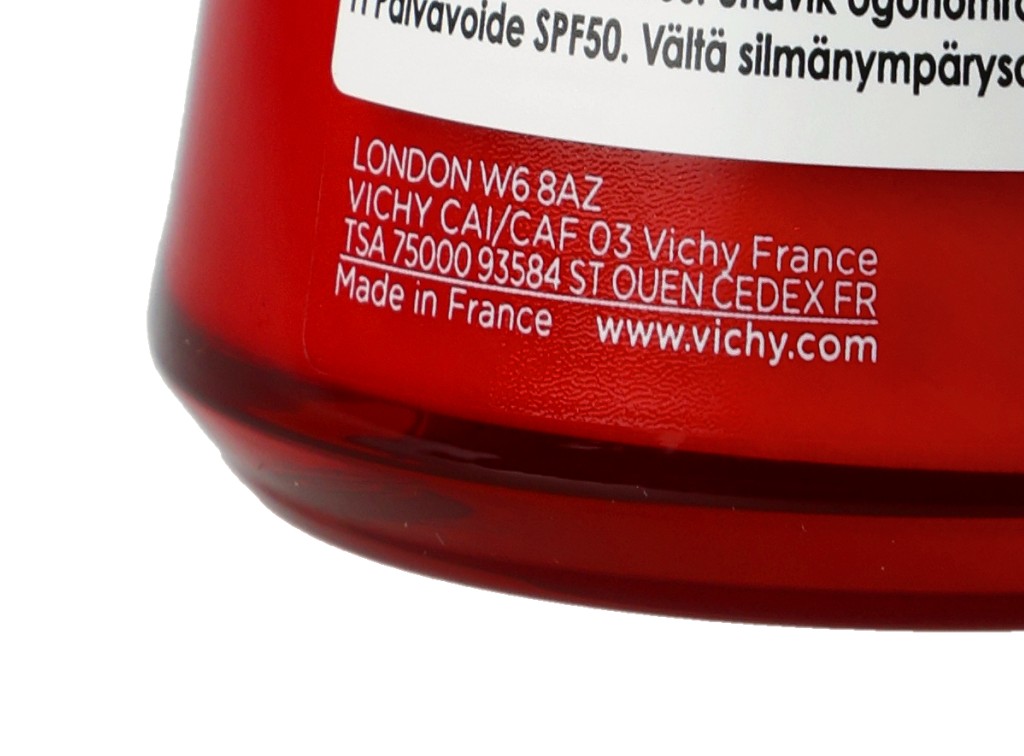 Päivävoide SPF50. Vältä
LONDON W6 8AZ
VICHY CAI/CAF 03 Vichy France
TSA 75000 93584 ST OUEN CEDEX FR
Made in France www.vichy.com